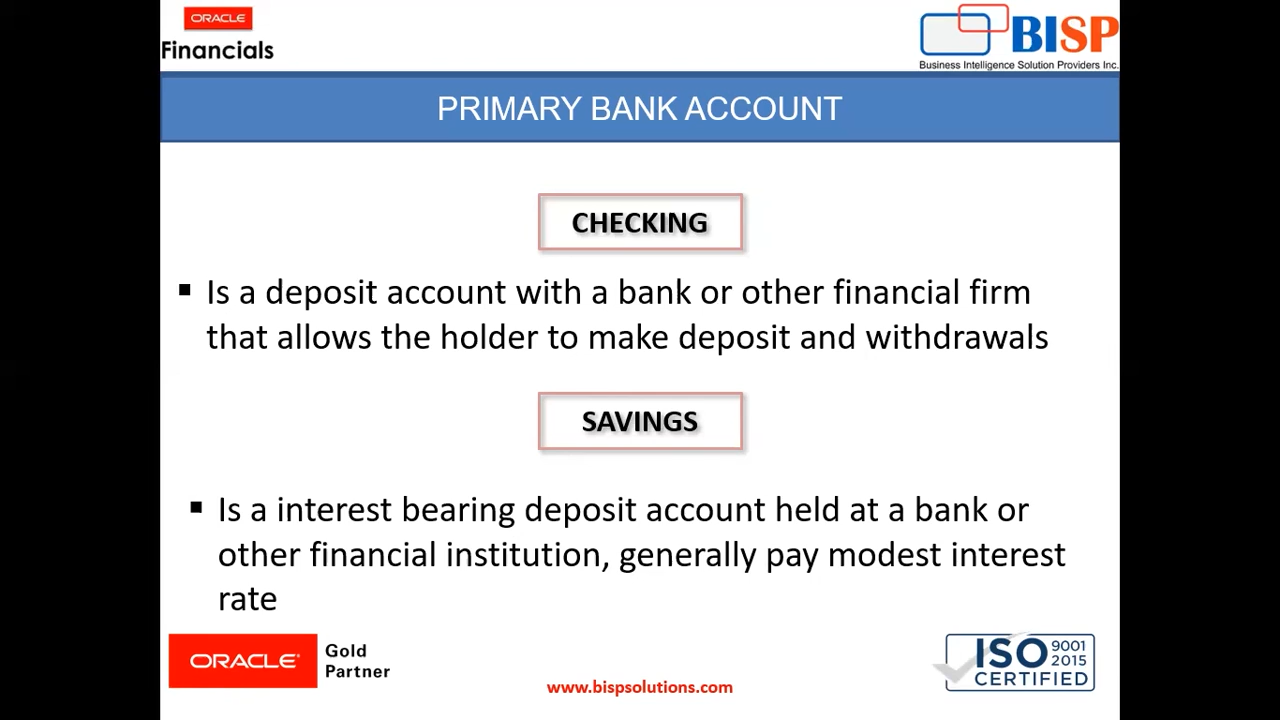 ORACLE
Financials
BISP
Business Intelligence Solution Providers Inc.
PRIMARY BANK ACCOUNT
CHECKING
▪ Is a deposit account with a bank or other financial firm
that allows the holder to make deposit and withdrawals
SAVINGS
▪ Is a interest bearing deposit account held at a bank or
other financial institution, generally pay modest interest
rate
ORACLE®
Gold
Partner
www.bispsolutions.com
ISO 9001
2015
CERTIFIED